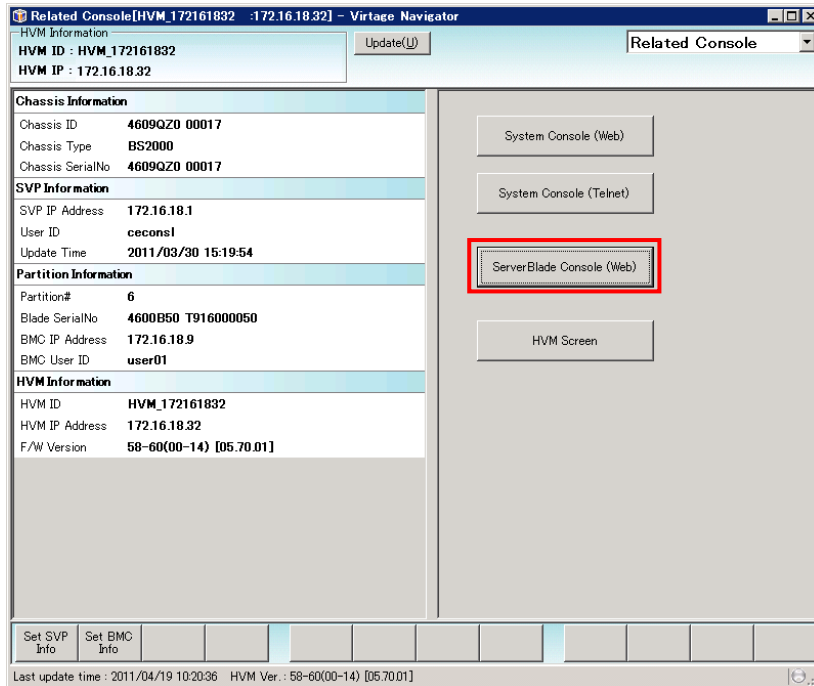 Related Console[HVM_172161832 :172.16.18.32] - Virtage Navigator
HVM Information
HVM ID : HVM_172161832
HVM IP : 172.16.18.32
Update(U)
Related Console
Chassis Information
Chassis ID 4609QZ0 00017
Chassis Type BS2000
Chassis SerialNo 4609QZ0 00017
SVP Information
SVP IP Address 172.16.18.1
User ID ceconsl
Update Time 2011/03/30 15:19:54
Partition Information
Partition# 6
Blade SerialNo 4600B50 T916000050
BMC IP Address 172.16.18.9
BMC User ID user01
HVM Information
HVM ID HVM_172161832
HVM IP Address 172.16.18.32
F/W Version 58-60(00-14) [05.70.01]
System Console (Web)
System Console (Telnet)
ServerBlade Console (Web)
HVM Screen
Set SVP
Info
Set BMC
Info
Last update time : 2011/04/19 10:20:36 HVM Ver. : 58-60(00-14) [05.70.01]